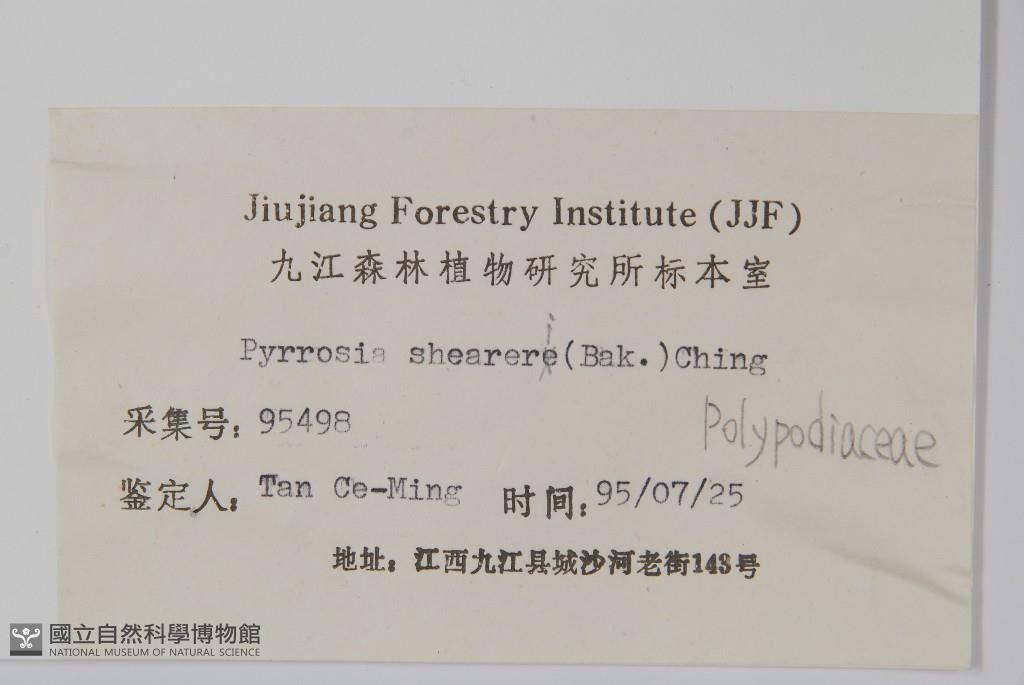 Jiujiang Forestry Institute (JJF)
九江森林植物研究所标本室
Pyrrosia sheareri (Bak.)Ching
采集号: 95498
Polypodiaceae
鉴定人: Tan Ce-Ming 时间: 95/07/25
地址: 江西九江县城沙河老街143号
國立自然科學博物館
NATIONAL MUSEUM OF NATURAL SCIENCE